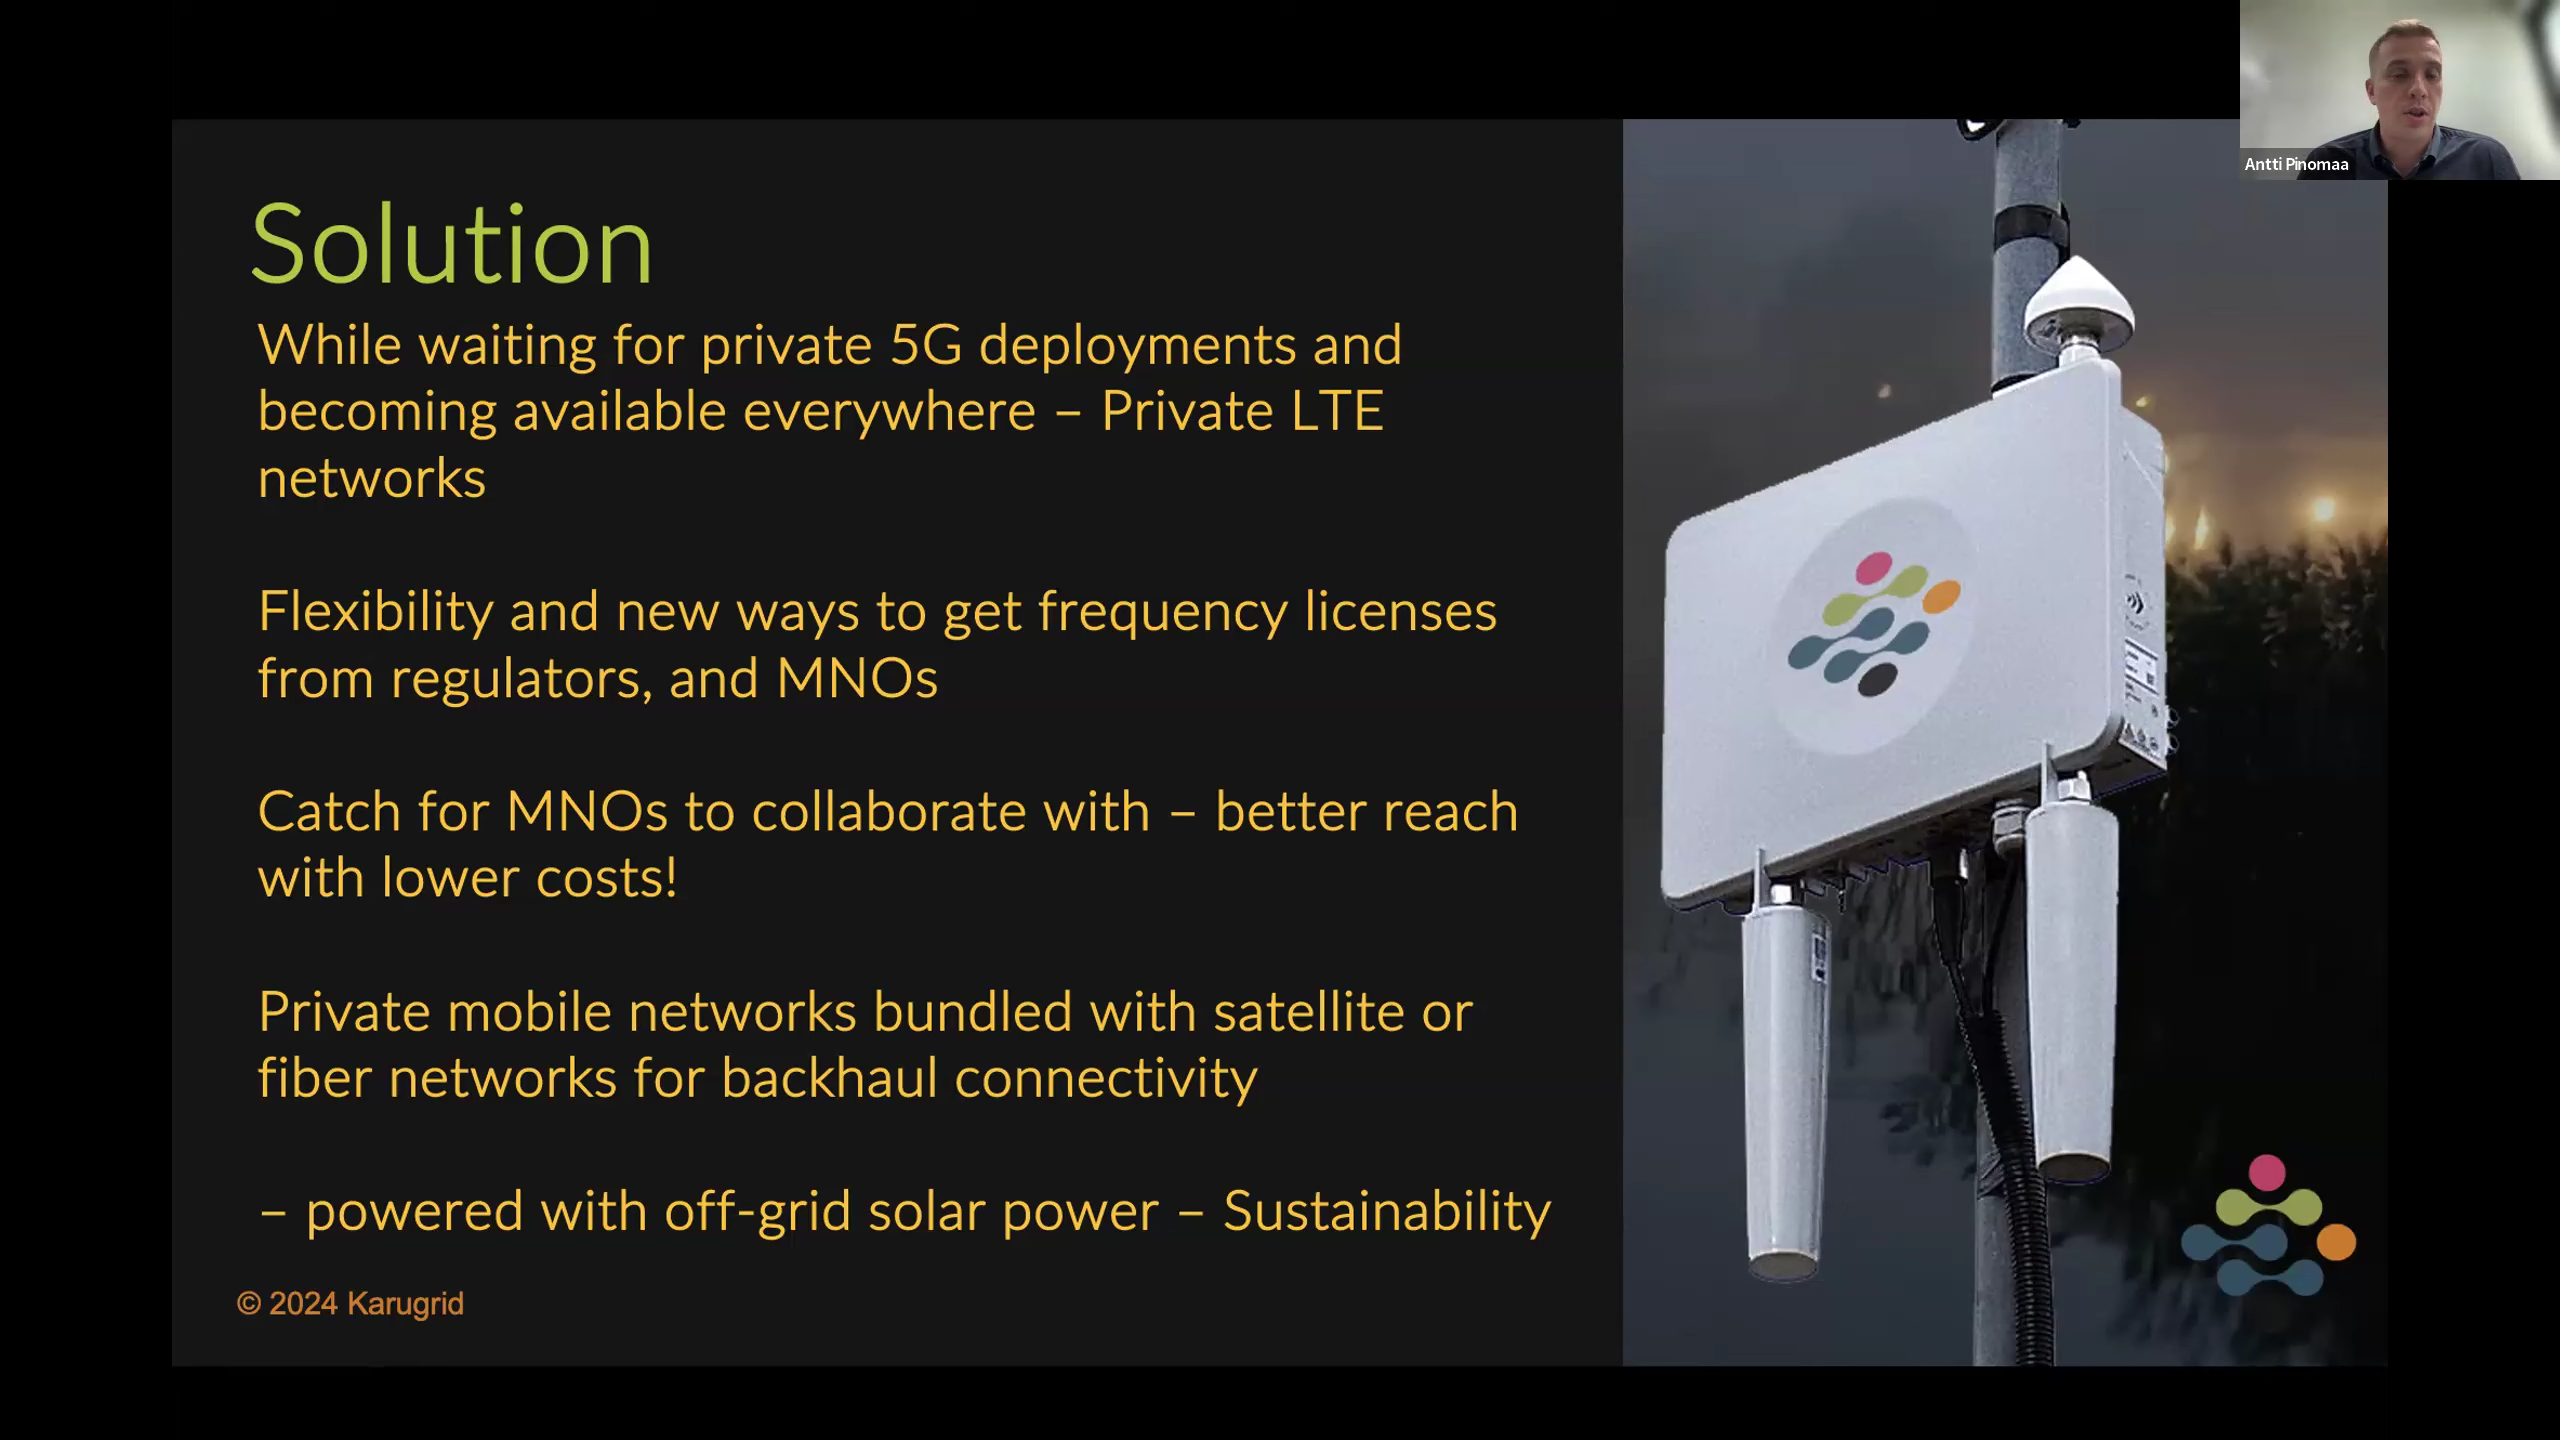 Antti Pinomaa
Solution
While waiting for private 5G deployments and
becoming available everywhere – Private LTE
networks
Flexibility and new ways to get frequency licenses
from regulators, and MNOs
Catch for MNOs to collaborate with – better reach
with lower costs!
Private mobile networks bundled with satellite or
fiber networks for backhaul connectivity
– powered with off-grid solar power – Sustainability
© 2024 Karugrid